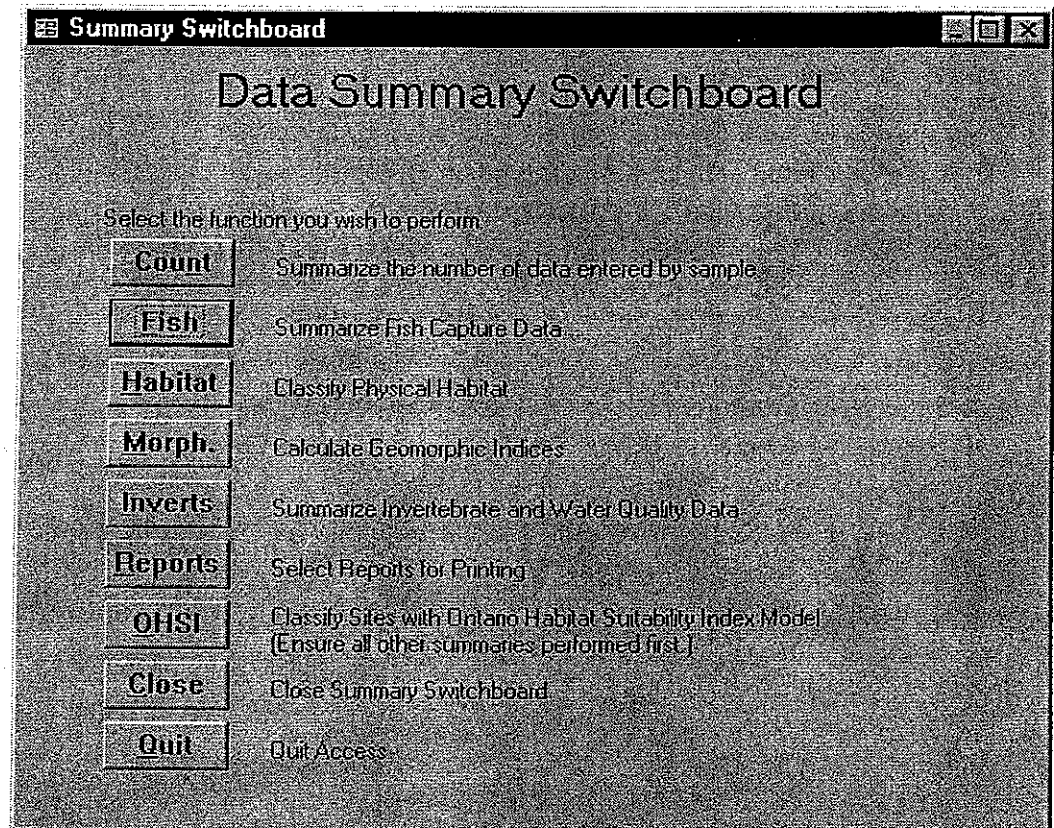 Summary Switchboard
Data Summary Switchboard
Select the function you wish to perform
Count Summarize the number of data entered by sample
Fish Summarize Fish Capture Data
Habitat Classify Physical Habitat
Morph. Calculate Geomorphic Indices
Inverts Summarize Invertebrate and Water Quality Data
Reports Select Reports for Printing
OHSI Classify Sites with Ontario Habitat Suitability Index Model
(Ensure all other summaries performed first.)
Close Close Summary Switchboard
Quit Quit Access